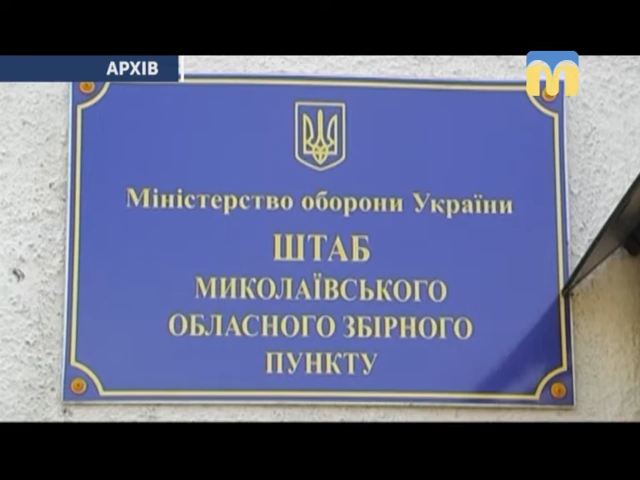 АРХІВ
Міністерство оборони України
ШТАБ
МИКОЛАЇВСЬКОГО
ОБЛАСНОГО ЗБІРНОГО
ПУНКТУ